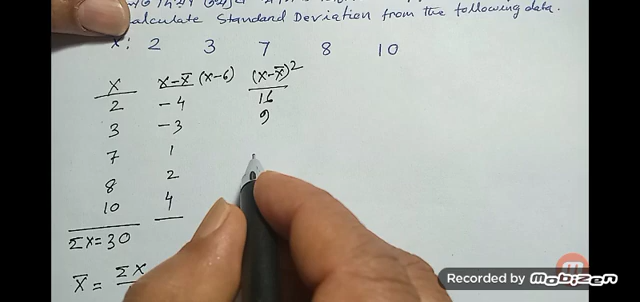 Calculate Standard Deviation from the following data.
x: 2 3 7 8 10
X x-x̄ (x-6) (x-x̄)²
2 -4 16
3 -3 9
7 1
8 2
10 4
ΣX=30
X̄ = ΣX
Recorded by mobizen